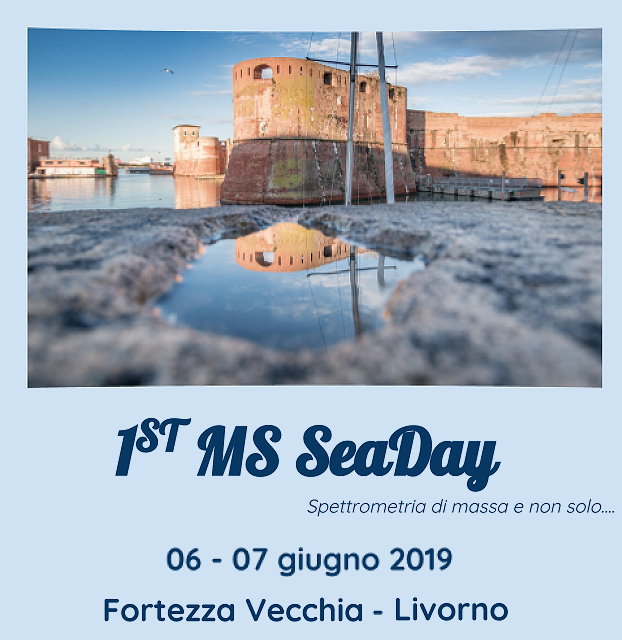 1ST MS SeaDay
Spettrometria di massa e non solo....
06 - 07 giugno 2019
Fortezza Vecchia - Livorno